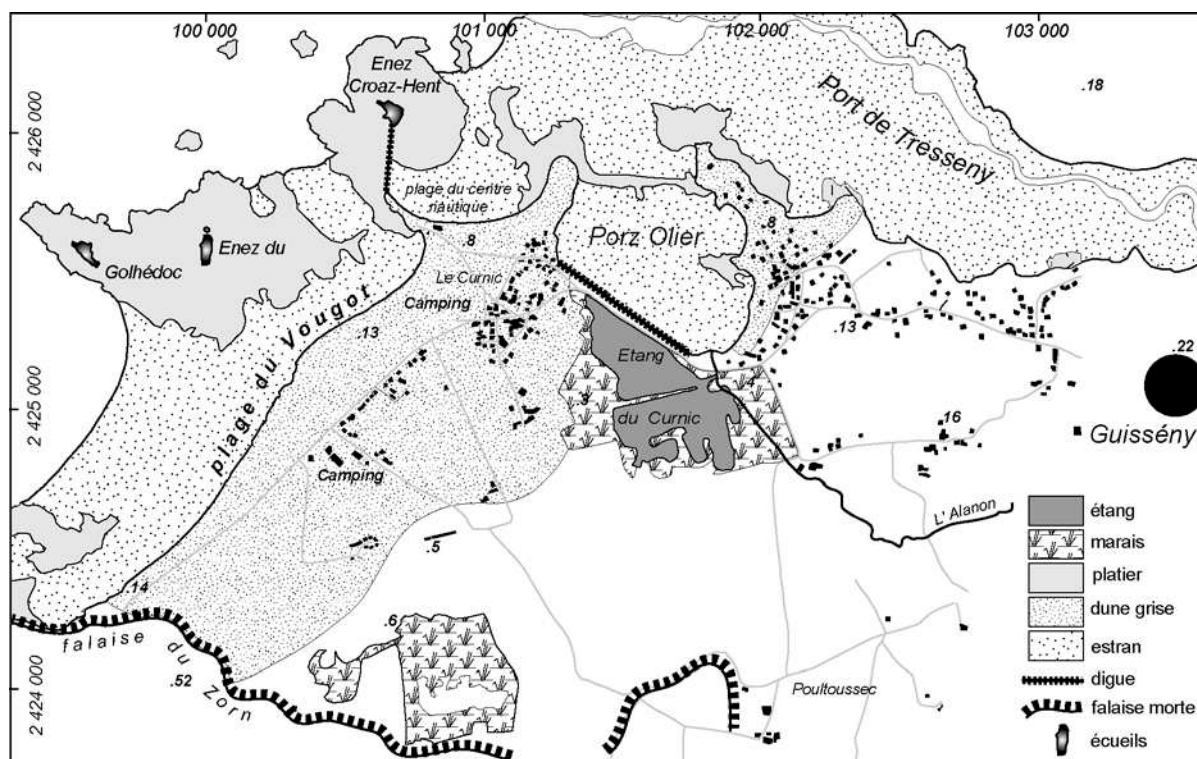 100 000
101 000
102 000
103 000
2 426 000
2 425 000
2 424 000
Enez
Croaz-Hent
.18
Port de Tresseny
plage du centre
nautique
8
8
Porz Olier
Enez du
Golhédoc
Le Curnic
Camping
plage du Vougot
.13
.13
Etang
.22
4
3
du Curnic
16
Guissény
Camping
L' Alanon
.5
.14
falaise
du
Zorn
.6
.52
Poultoussec
étang
marais
platier
dune grise
estran
digue
falaise morte
écueils